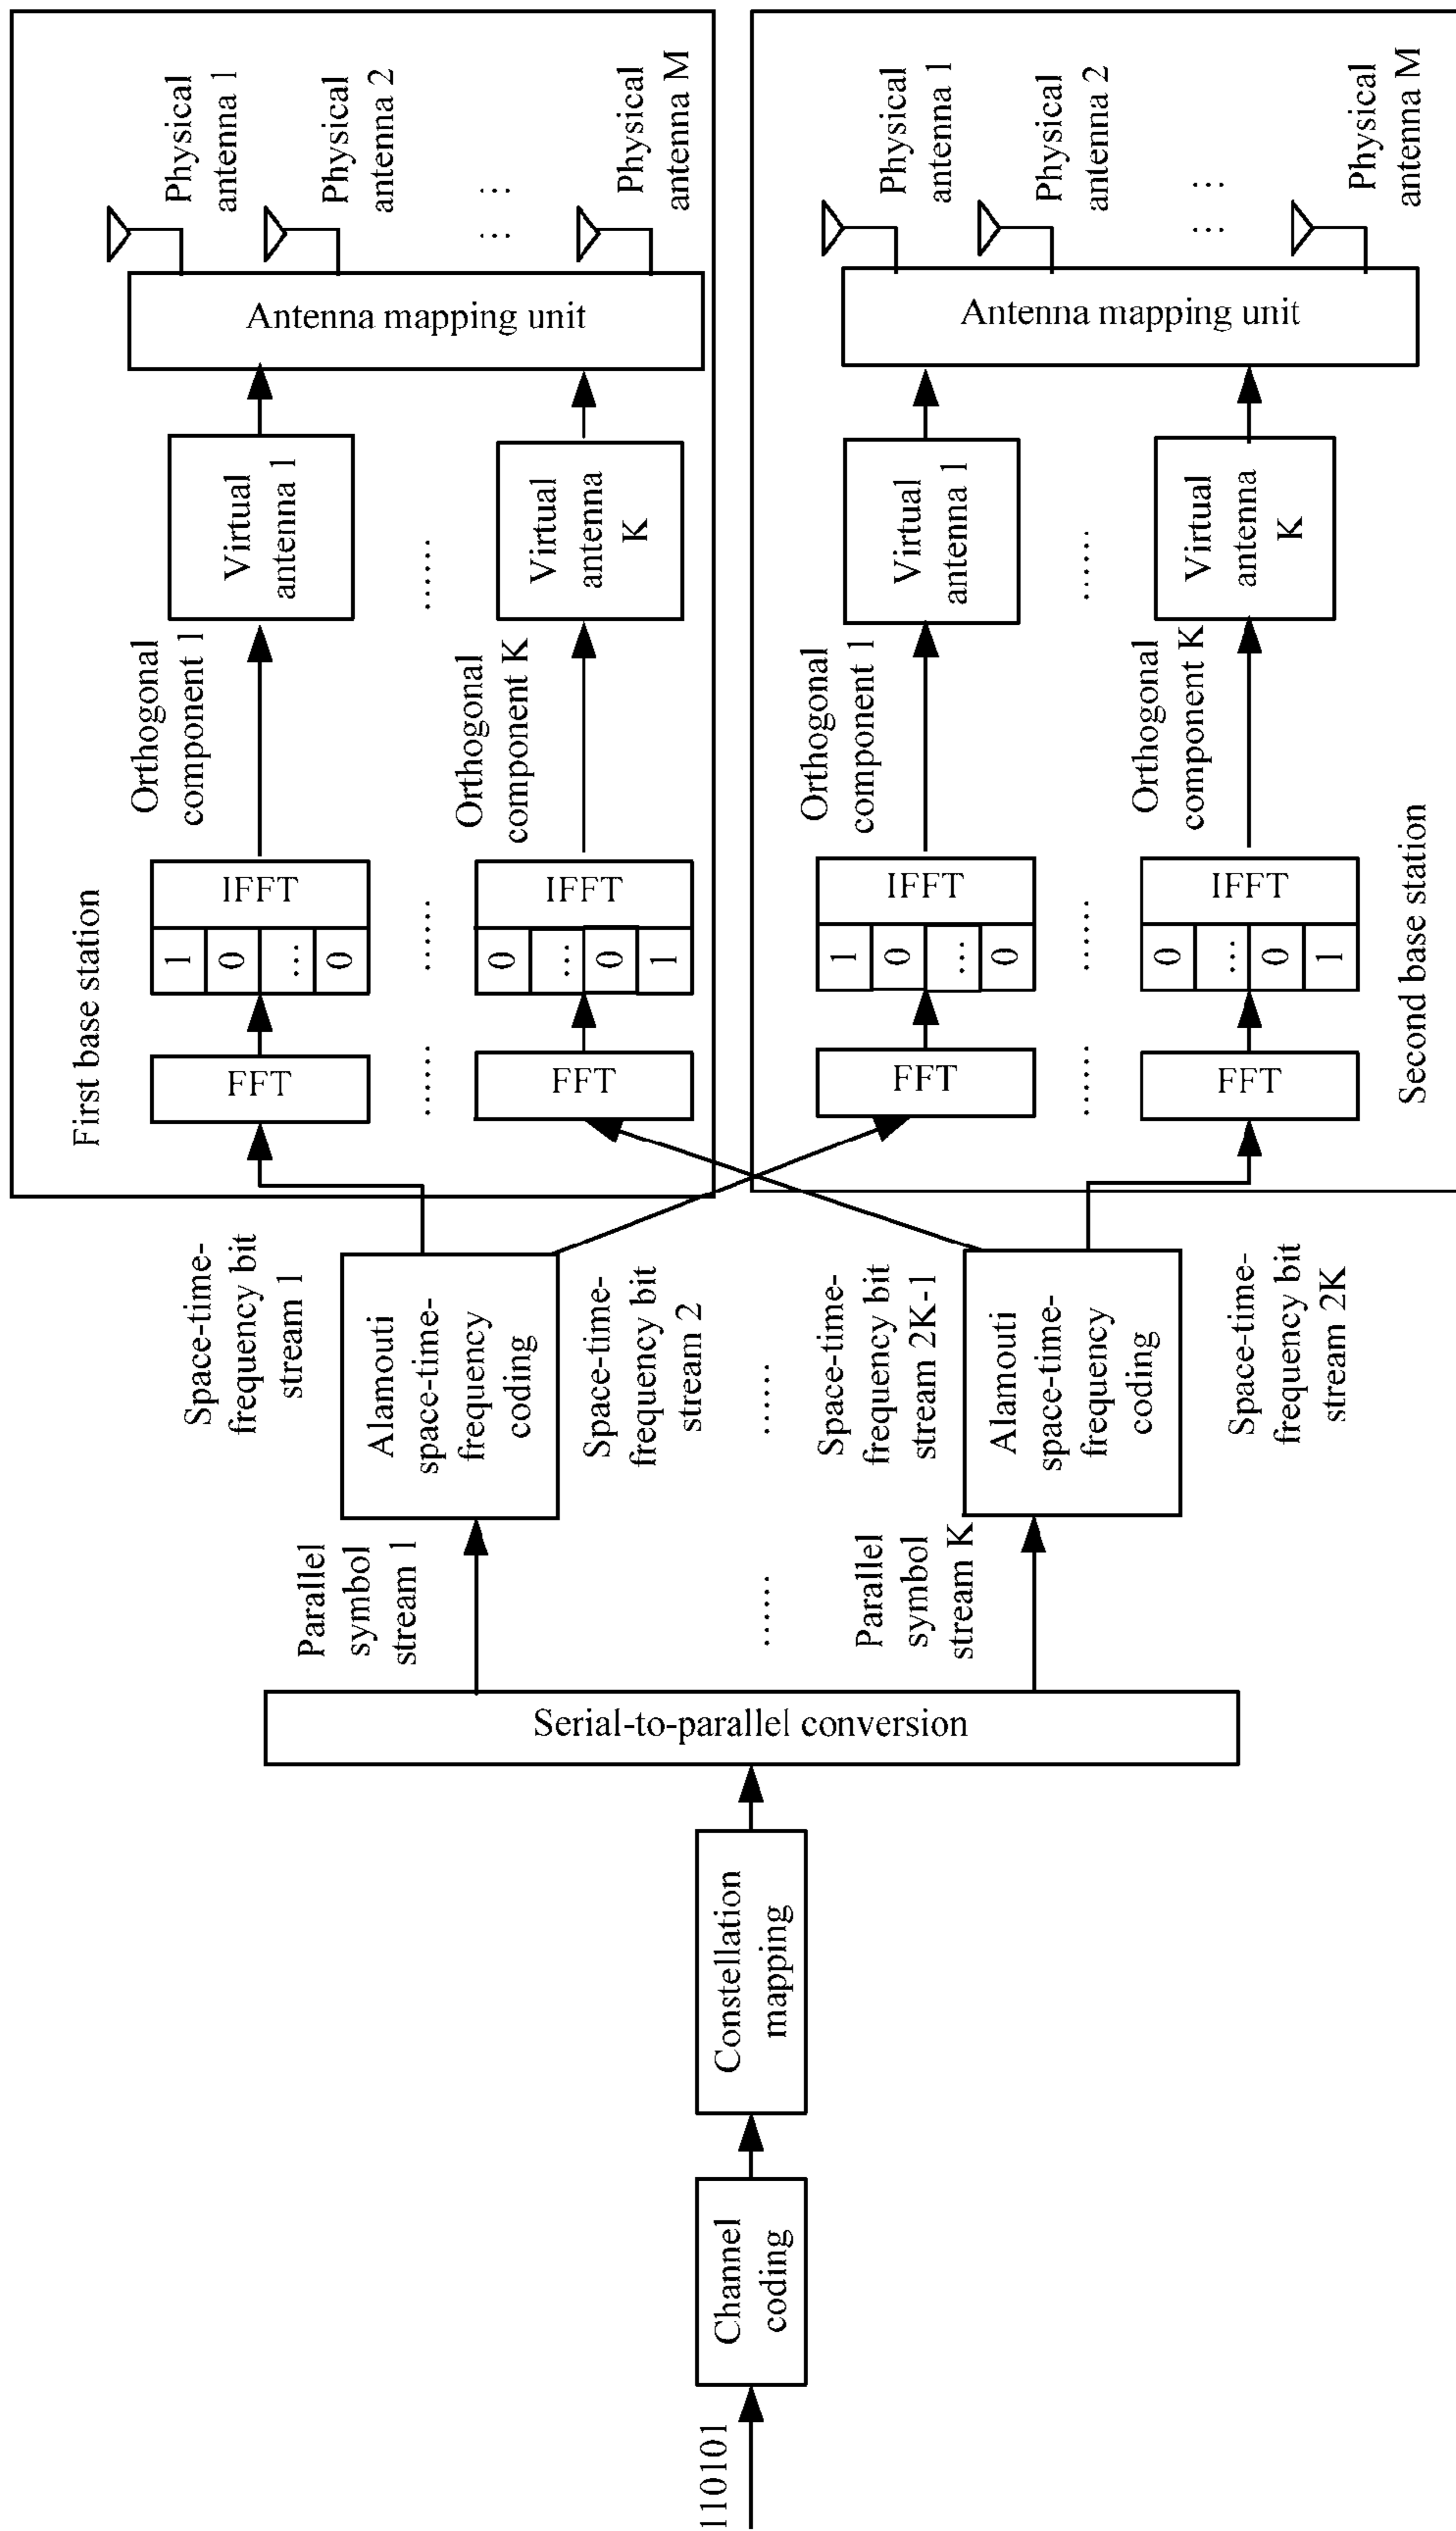 110101
Channel
coding
Constellation
mapping
Serial-to-parallel conversion
Parallel
symbol
stream 1
......
Parallel
symbol
stream K
Alamouti
space-time-
frequency
coding
Alamouti
space-time-
frequency
coding
Space-time-
frequency bit
stream 1
Space-time-
frequency bit
stream 2
......
Space-time-
frequency bit
stream 2K-1
Space-time-
frequency bit
stream 2K
First base station
FFT
1
0
...
0
IFFT
Orthogonal
component 1
Virtual
antenna 1
......
......
......
FFT
0
...
0
1
IFFT
Orthogonal
component K
Virtual
antenna
K
Antenna mapping unit
Physical
antenna 1
Physical
antenna 2
...
...
Physical
antenna M
FFT
1
0
...
0
IFFT
Orthogonal
component 1
Virtual
antenna 1
......
......
......
FFT
0
...
0
1
IFFT
Orthogonal
component K
Virtual
antenna
K
Antenna mapping unit
Physical
antenna 1
Physical
antenna 2
...
...
Physical
antenna M
Second base station